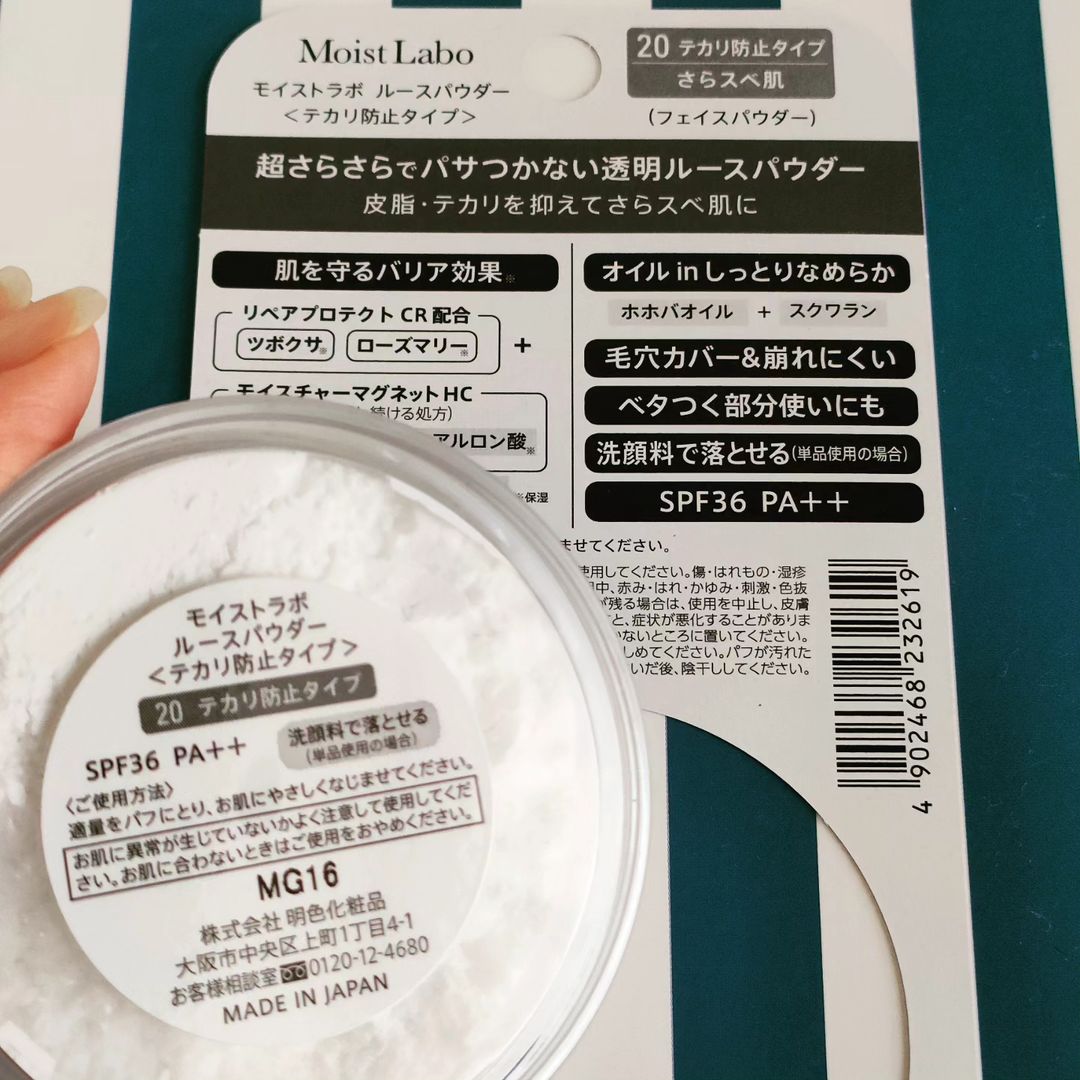 Moist Labo
モイストラボ ルースパウダー
<テカリ防止タイプ>
20 テカリ防止タイプ
さらスベ肌
(フェイスパウダー)
超さらさらでパサつかない透明ルースパウダー
皮脂・テカリを抑えてさらスベ肌に
肌を守るバリア効果※
リペアプロテクト CR 配合
ツボクサ※ ローズマリー※ +
モイスチャーマグネット HC
続ける処方)
アルロン酸※
※保湿
オイル in しっとりなめらか
ホホバオイル + スクワラン
毛穴カバー&崩れにくい
ベタつく部分使いにも
洗顔料で落とせる(単品使用の場合)
SPF36 PA++
ませてください。
使用してください。傷・はれもの・湿疹
用中、赤み・はれ・かゆみ・刺激・色抜
が残る場合は、使用を中止し、皮膚
と、症状が悪化することがありま
ないところに置いてください。
しめてください。パフが汚れた
いだ後、陰干ししてください。
4 902468 232619
モイストラボ
ルースパウダー
<テカリ防止タイプ>
20 テカリ防止タイプ
SPF36 PA++
洗顔料で落とせる
(単品使用の場合)
〈ご使用方法〉
適量をパフにとり、お肌にやさしくなじませてください。
お肌に異常が生じていないかよく注意して使用してくだ
さい。お肌に合わないときはご使用をおやめください。
MG16
株式会社 明色化粧品
大阪市中央区上町1丁目4-1
お客様相談室 0120-12-4680
MADE IN JAPAN